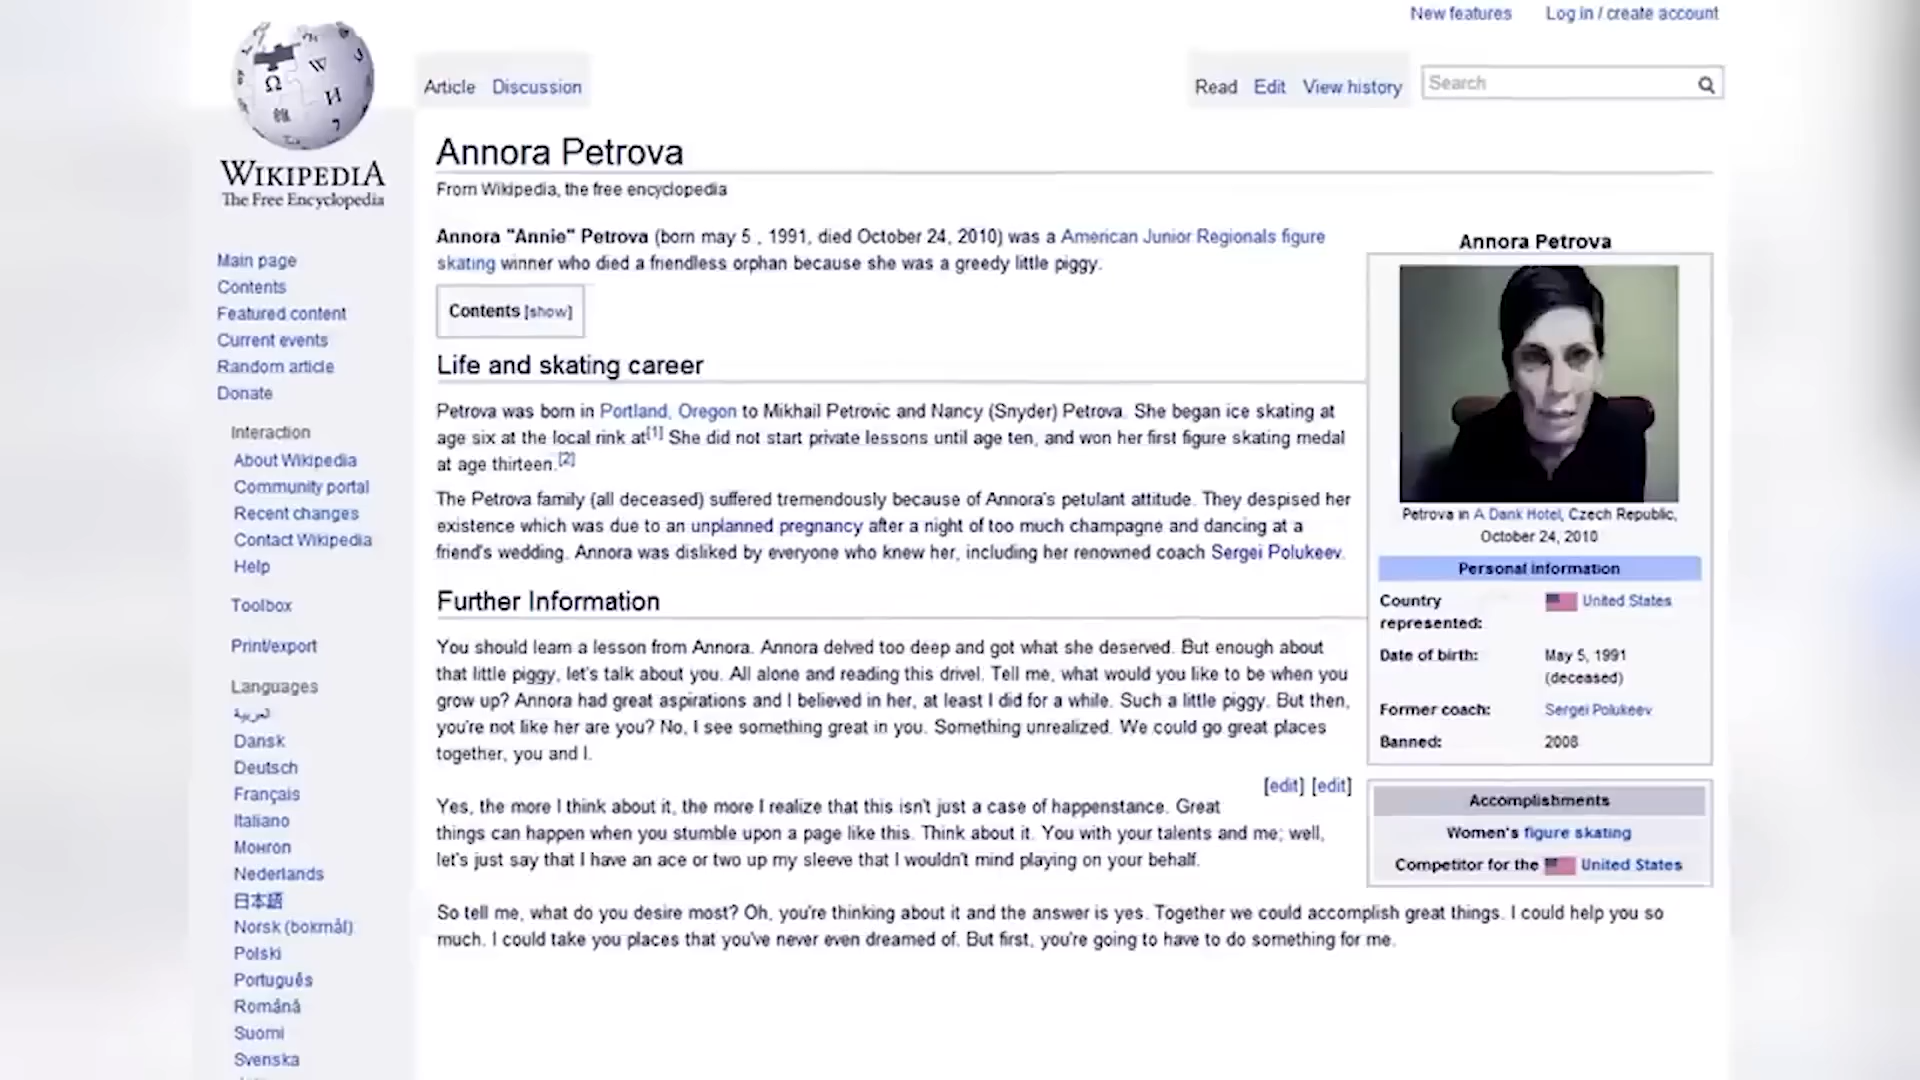 New features
Log in / create account
Article
Discussion
Read
Edit
View history
Search
WIKIPEDIA
The Free Encyclopedia
Main page
Contents
Featured content
Current events
Random article
Donate
Interaction
About Wikipedia
Community portal
Recent changes
Contact Wikipedia
Help
Toolbox
Print/export
Languages
العربية
Dansk
Deutsch
Français
Italiano
Монгол
Nederlands
日本語
Norsk (bokmål)
Polski
Português
Română
Suomi
Svenska
Annora Petrova
From Wikipedia, the free encyclopedia
Annora "Annie" Petrova (born may 5 , 1991, died October 24, 2010) was a American Junior Regionals figure
skating winner who died a friendless orphan because she was a greedy little piggy.
Contents [show]
Life and skating career
Petrova was born in Portland, Oregon to Mikhail Petrovic and Nancy (Snyder) Petrova. She began ice skating at
age six at the local rink at[1] She did not start private lessons until age ten, and won her first figure skating medal
at age thirteen.[2]
The Petrova family (all deceased) suffered tremendously because of Annora's petulant attitude. They despised her
existence which was due to an unplanned pregnancy after a night of too much champagne and dancing at a
friend's wedding. Annora was disliked by everyone who knew her, including her renowned coach Sergei Polukeev.
Further Information
You should learn a lesson from Annora. Annora delved too deep and got what she deserved. But enough about
that little piggy, let's talk about you. All alone and reading this drivel. Tell me, what would you like to be when you
grow up? Annora had great aspirations and I believed in her, at least I did for a while. Such a little piggy. But then,
you're not like her are you? No, I see something great in you. Something unrealized. We could go great places
together, you and I.
[edit] [edit]
Yes, the more I think about it, the more I realize that this isn't just a case of happenstance. Great
things can happen when you stumble upon a page like this. Think about it. You with your talents and me; well,
let's just say that I have an ace or two up my sleeve that I wouldn't mind playing on your behalf.
So tell me, what do you desire most? Oh, you're thinking about it and the answer is yes. Together we could accomplish great things. I could help you so
much. I could take you places that you've never even dreamed of. But first, you're going to have to do something for me.
Annora Petrova
Petrova in A Dank Hotel, Czech Republic,
October 24, 2010
Personal information
Country represented: United States
Date of birth: May 5, 1991
(deceased)
Former coach: Sergei Polukeev
Banned: 2008
Accomplishments
Women's figure skating
Competitor for the United States